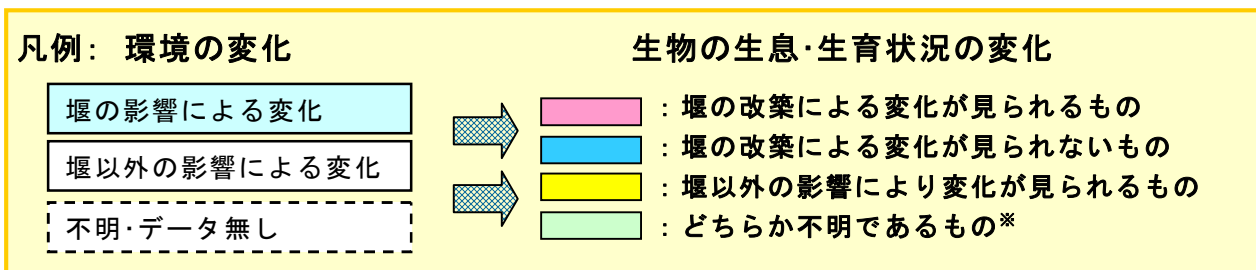 凡例: 環境の変化
生物の生息･生育状況の変化
堰の影響による変化
堰以外の影響による変化
不明･データ無し
：堰の改築による変化が見られるもの
：堰の改築による変化が見られないもの
：堰以外の影響により変化が見られるもの
：どちらか不明であるもの※